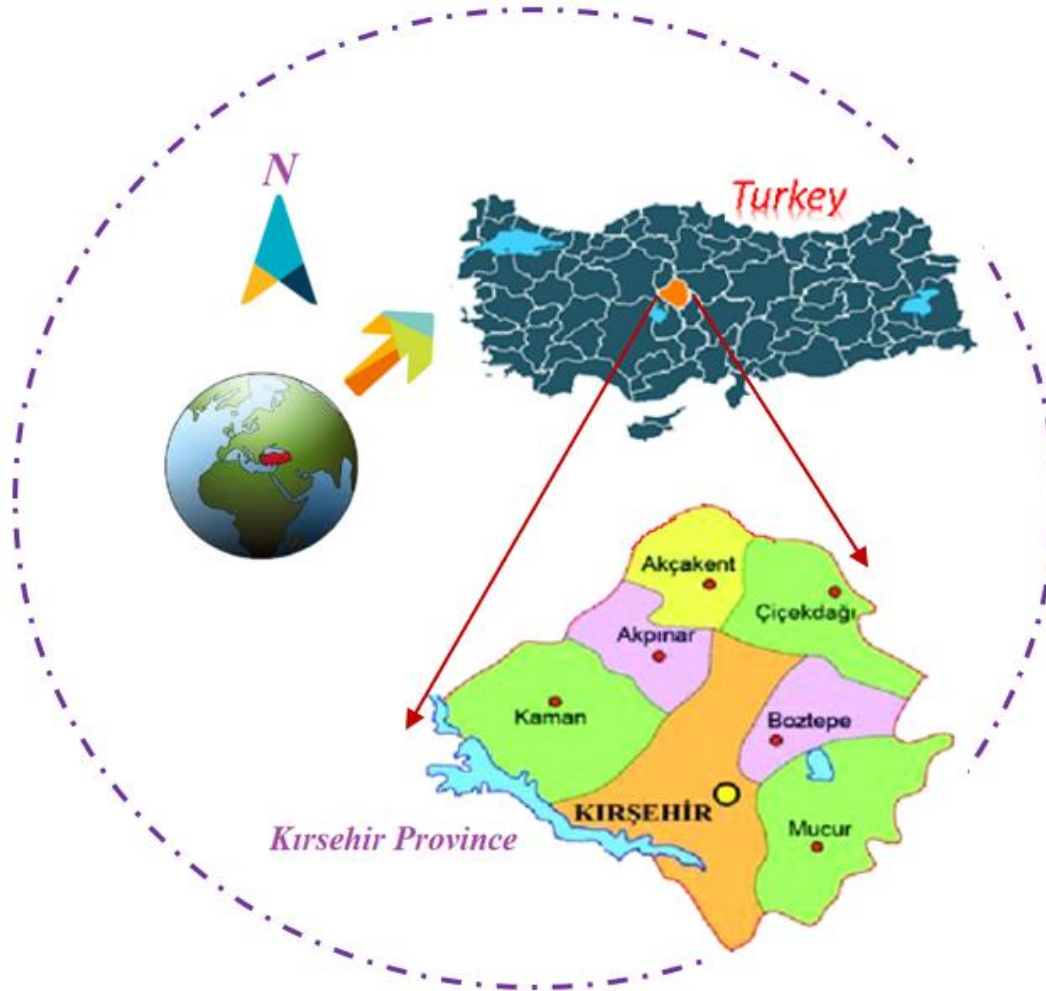 N
Turkey
Akçakent
Çiçekdağı
Akpınar
Kaman
Boztepe
KIRŞEHİR
Mucur
Kırsehir Province